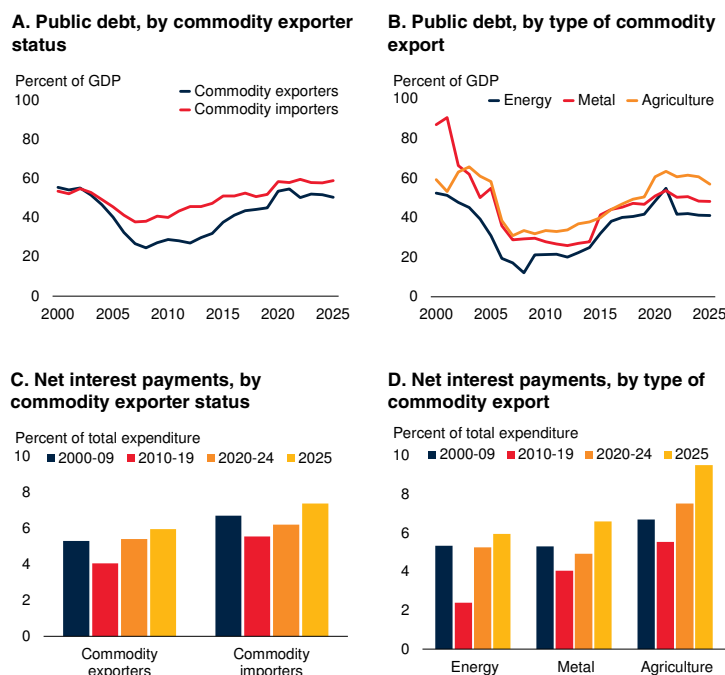 A. Public debt, by commodity exporter
status
Percent of GDP
100
80
60
40
20
0
Commodity exporters
Commodity importers
2000 2005 2010 2015 2020 2025
B. Public debt, by type of commodity
export
Percent of GDP
100
80
60
40
20
0
Energy Metal Agriculture
2000 2005 2010 2015 2020 2025
C. Net interest payments, by
commodity exporter status
Percent of total expenditure
10
8
6
4
2
0
2000-09 2010-19 2020-24 2025
Commodity
exporters
Commodity
importers
D. Net interest payments, by type of
commodity export
Percent of total expenditure
10
8
6
4
2
0
2000-09 2010-19 2020-24 2025
Energy Metal Agriculture